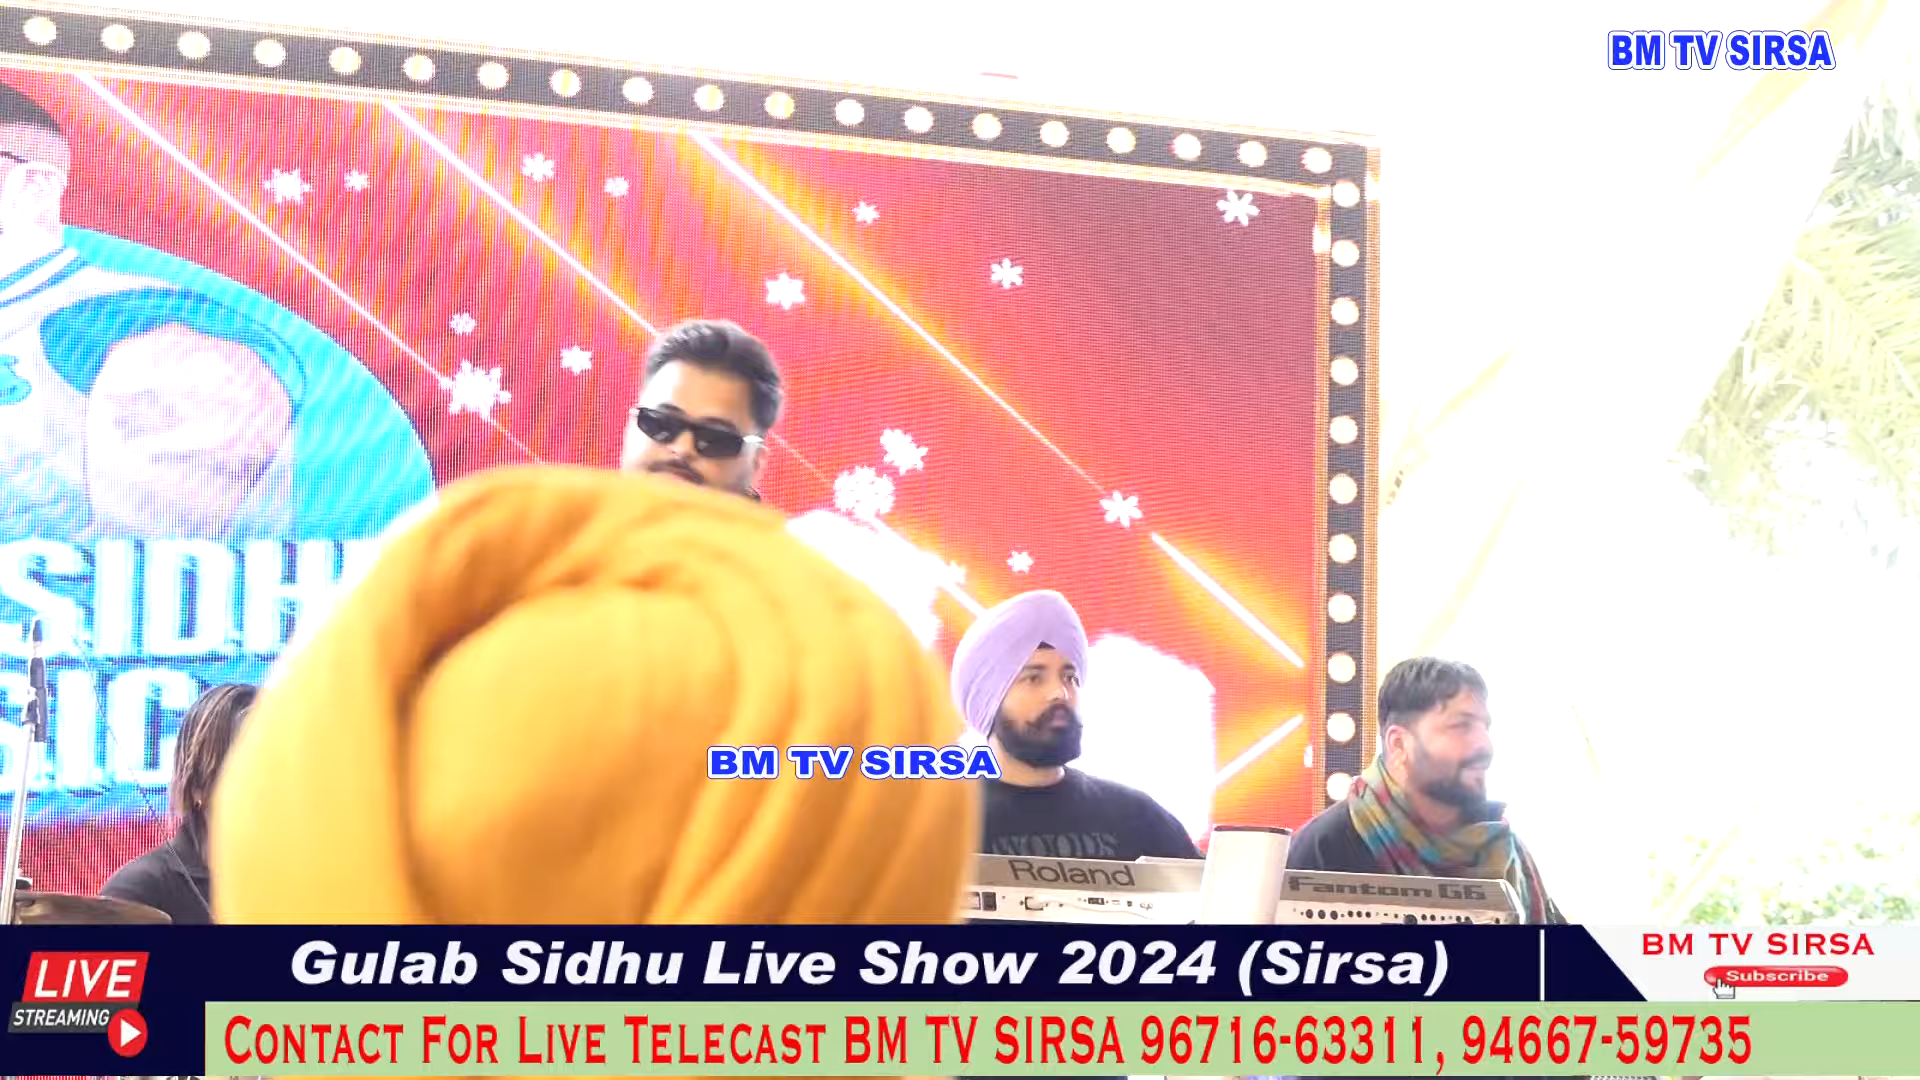 BM TV SIRSA
SIDH
SIC
BM TV SIRSA
Roland
Fantom G6
Gulab Sidhu Live Show 2024 (Sirsa)
BM TV SIRSA
Subscribe
LIVE
STREAMING
CONTACT FOR LIVE TELECAST BM TV SIRSA 96716-63311, 94667-59735